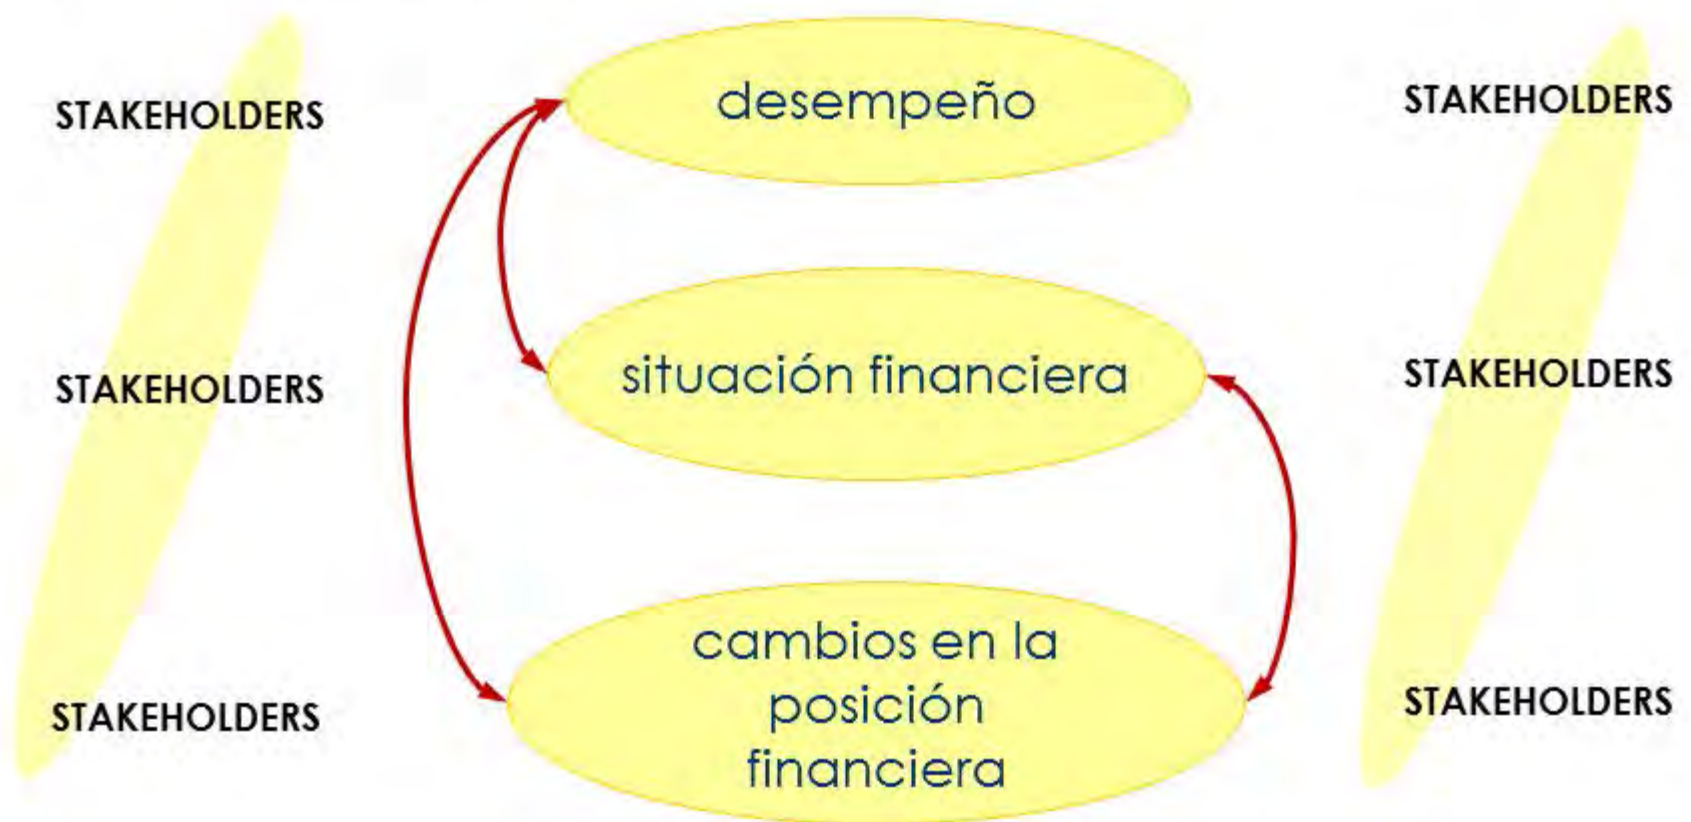 STAKEHOLDERS
desempeño
STAKEHOLDERS
STAKEHOLDERS
situación financiera
STAKEHOLDERS
STAKEHOLDERS
cambios en la
posición
financiera
STAKEHOLDERS